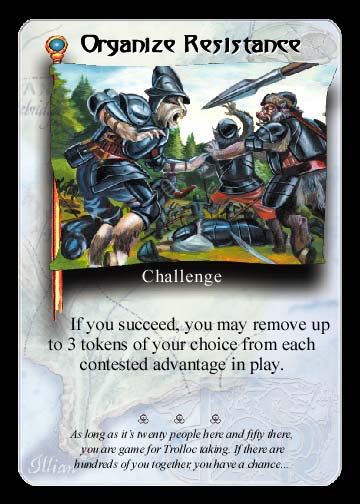 Organize Resistance
Challenge
If you succeed, you may remove up
to 3 tokens of your choice from each
contested advantage in play.
As long as it's twenty people here and fifty there,
you are game for Trolloc taking. If there are
hundreds of you together, you have a chance...
Illian